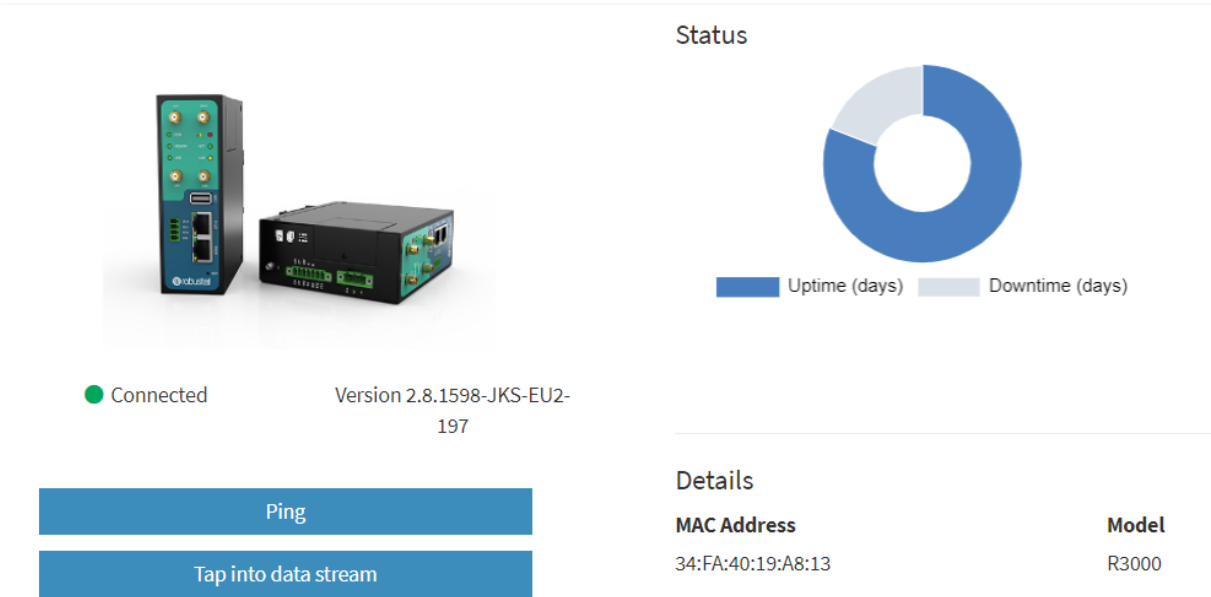 Status
robustel
Uptime (days) Downtime (days)
Connected
Version 2.8.1598-JKS-EU2-
197
Ping
Tap into data stream
Details
MAC Address Model
34:FA:40:19:A8:13 R3000